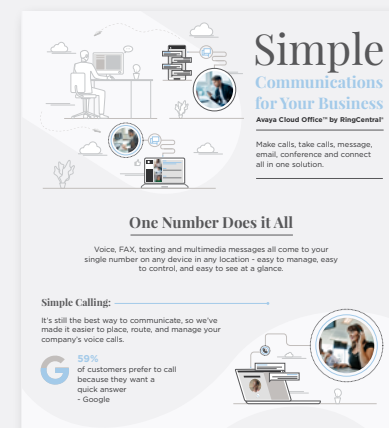 Simple
Communications
for Your Business
Avaya Cloud Office™ by RingCentral®
Make calls, take calls, message,
email, conference and connect
all in one solution.
One Number Does it All
Voice, FAX, texting and multimedia messages all come to your
single number on any device in any location - easy to manage, easy
to control, and easy to see at a glance.
Simple Calling:
It's still the best way to communicate, so we've
made it easier to place, route, and manage your
company's voice calls.
G
59%
of customers prefer to call
because they want a
quick answer
- Google